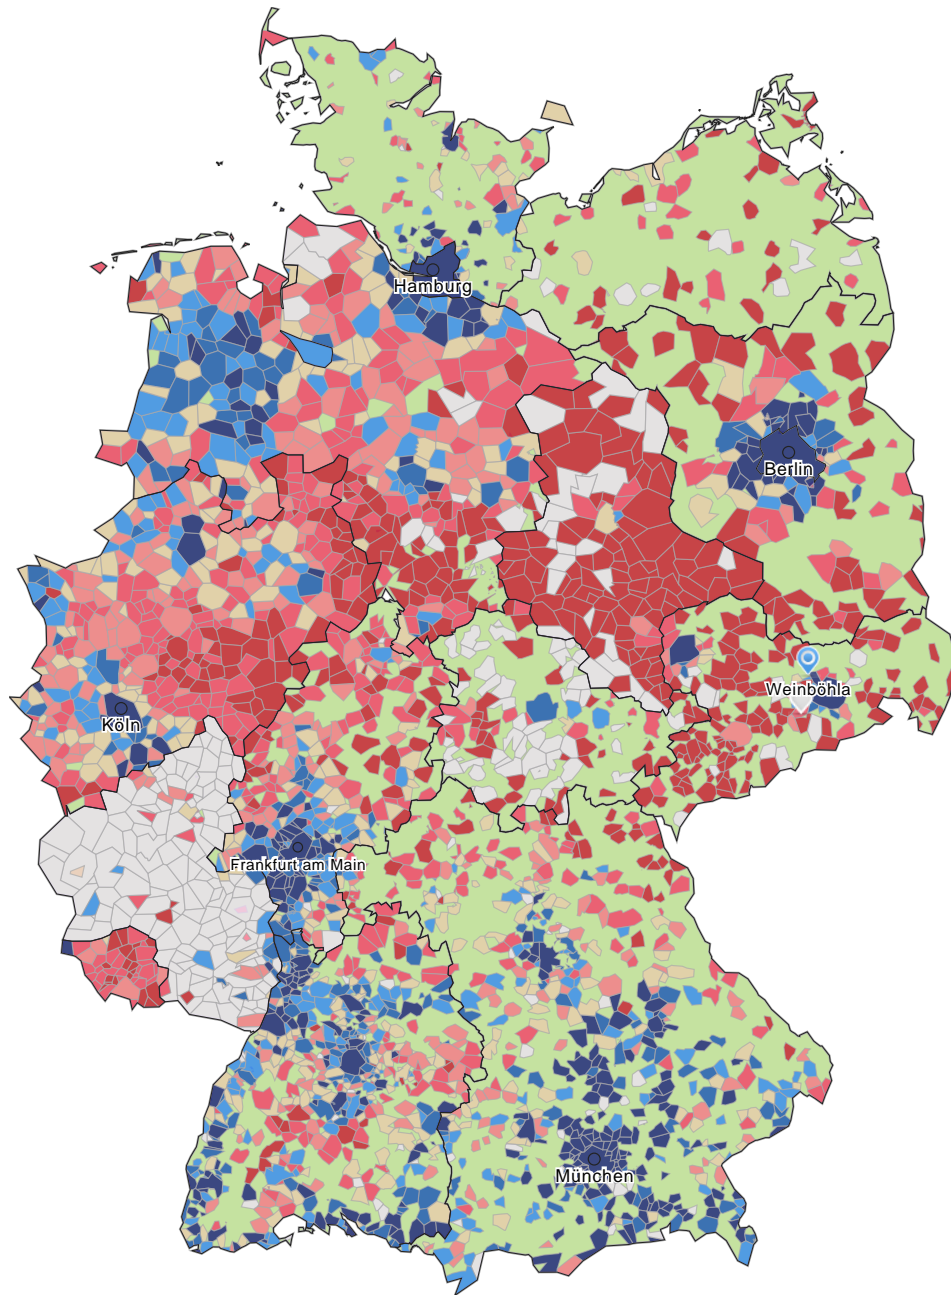 Hamburg
Berlin
Weinböhla
Köln
Frankfurt am Main
München